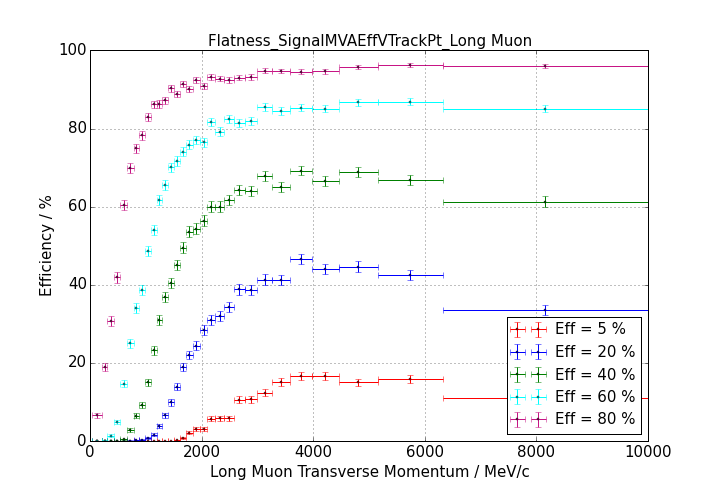 Flatness_SignalMVAEffVTrackPt_Long Muon
100
80
60
40
20
0
Efficiency / %
0 2000 4000 6000 8000 10000
Long Muon Transverse Momentum / MeV/c
Eff = 5 %
Eff = 20 %
Eff = 40 %
Eff = 60 %
Eff = 80 %